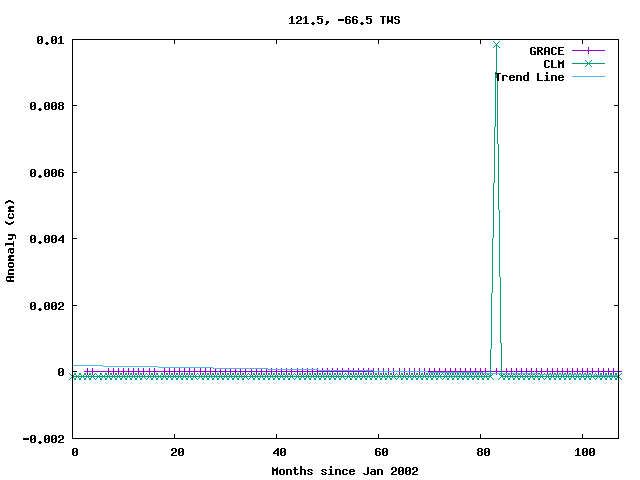 121.5, -66.5 TWS
0.01
0.008
0.006
0.004
0.002
0
-0.002
Anomaly (cm)
GRACE
CLM
Trend Line
0 20 40 60 80 100
Months since Jan 2002